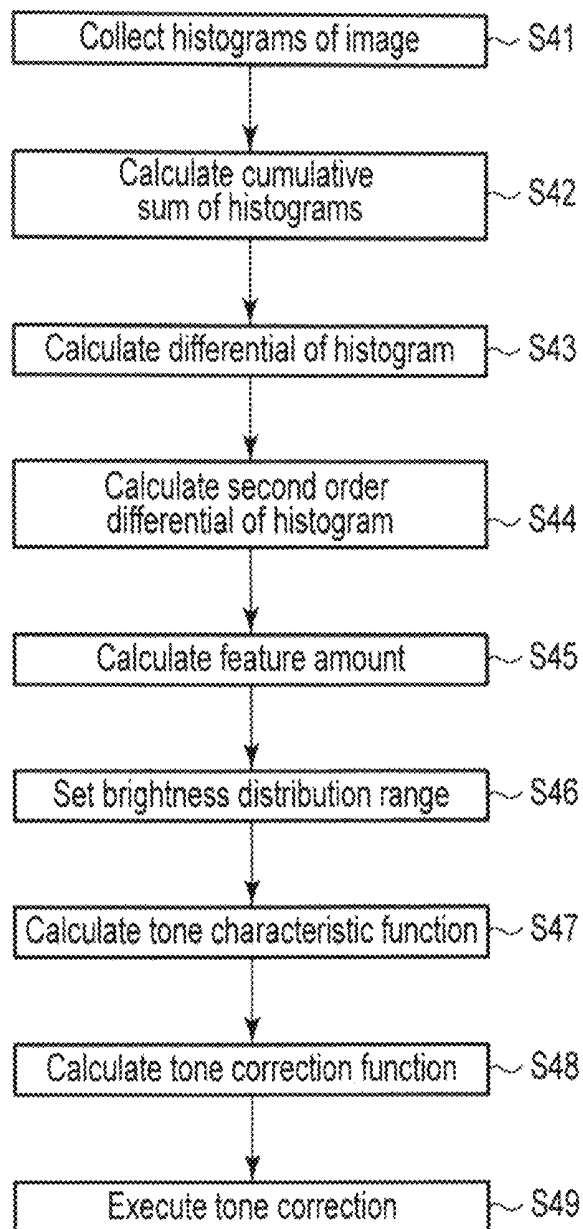 Collect histograms of image
S41
Calculate cumulative
sum of histograms
S42
Calculate differential of histogram
S43
Calculate second order
differential of histogram
S44
Calculate feature amount
S45
Set brightness distribution range
S46
Calculate tone characteristic function
S47
Calculate tone correction function
S48
Execute tone correction
S49